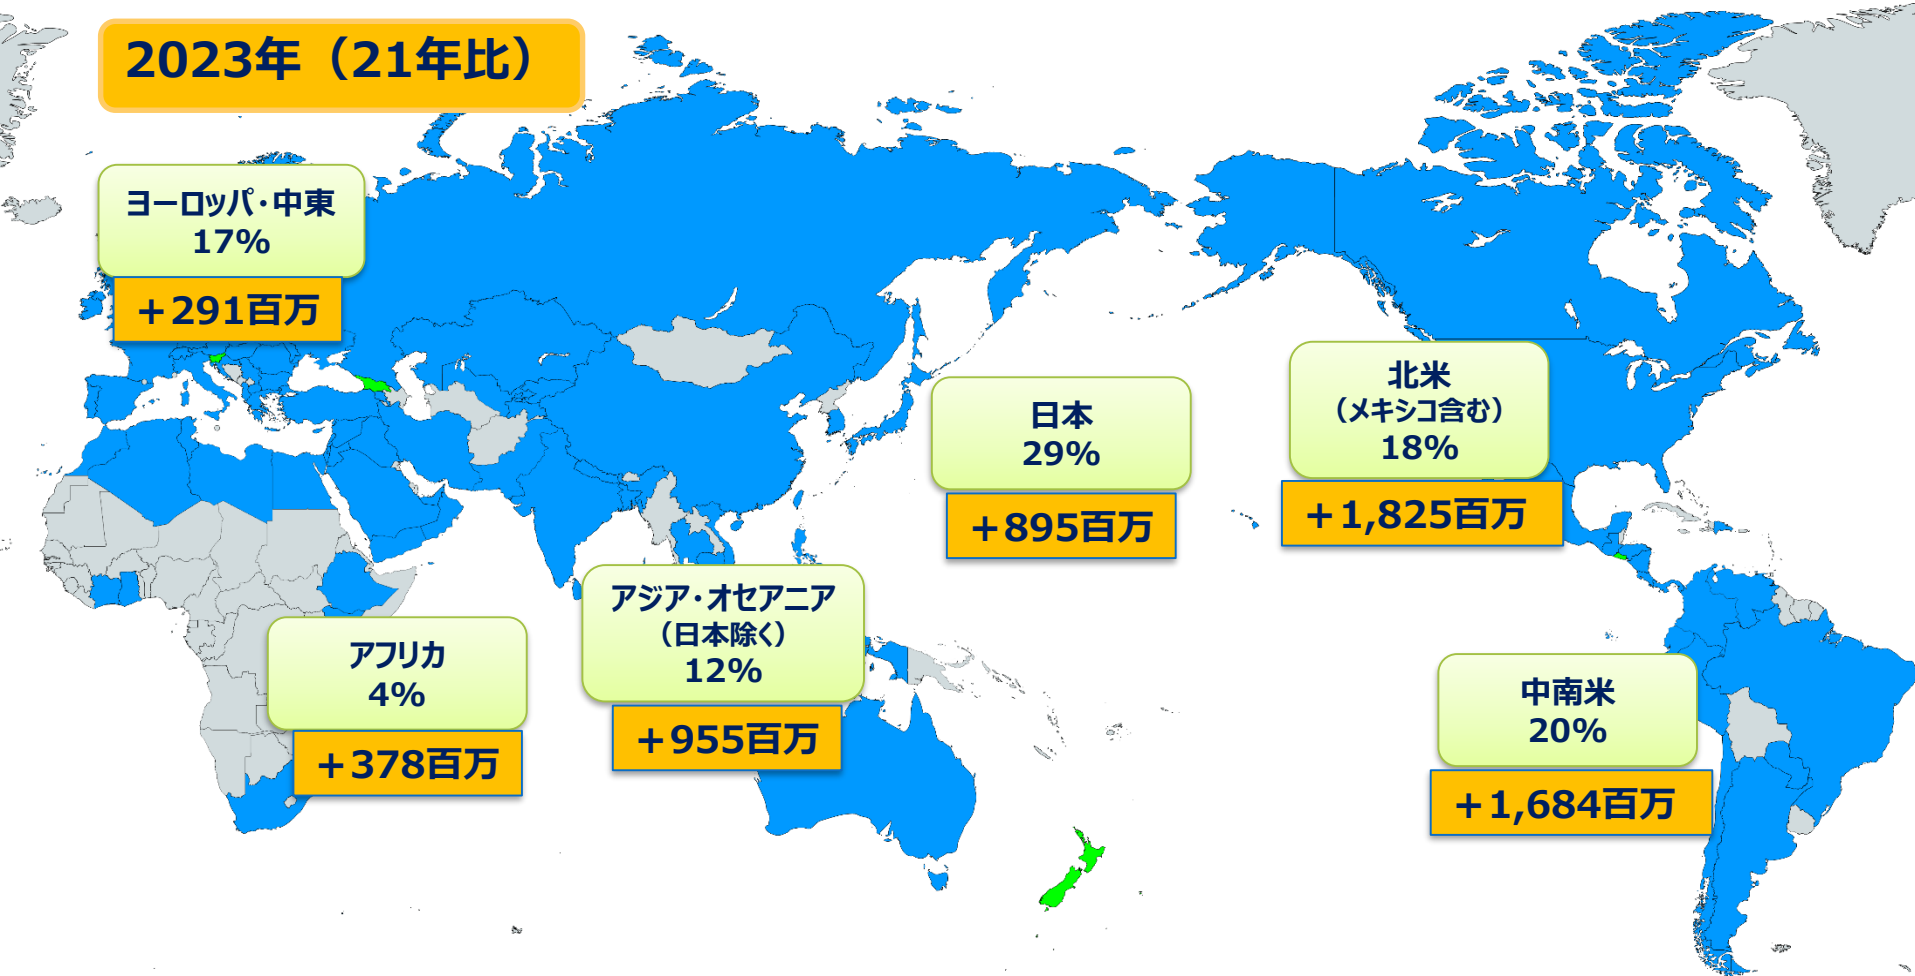 2023年（21年比）
ヨーロッパ・中東
17%
＋291百万
アフリカ
4%
＋378百万
アジア・オセアニア
（日本除く）
12%
＋955百万
日本
29%
＋895百万
北米
（メキシコ含む）
18%
＋1,825百万
中南米
20%
＋1,684百万